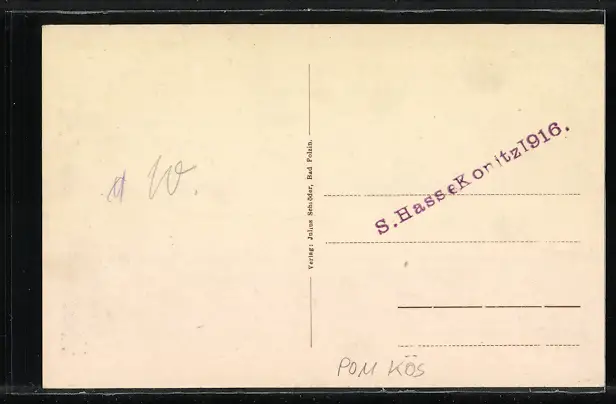 W.
Verlag: Julius Schröder, Bad Polzin.
S. Hasse Konitz 1916.
POM KÖS